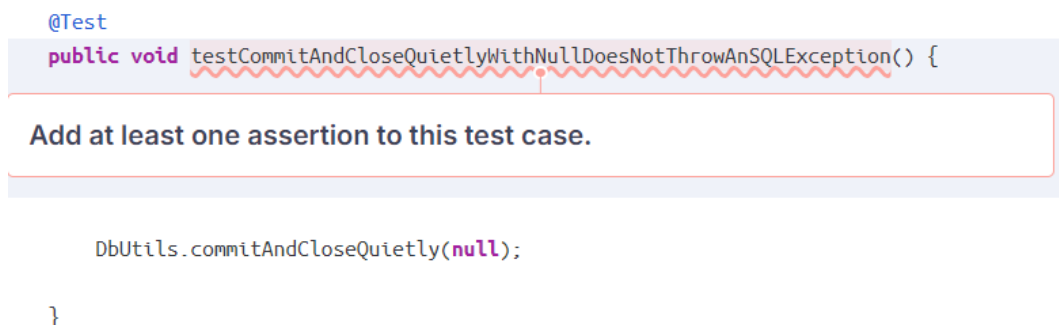 @Test
public void testCommitAndCloseQuietlyWithNullDoesNotThrowAnSQLException() {
Add at least one assertion to this test case.
DbUtils.commitAndCloseQuietly(null);
}